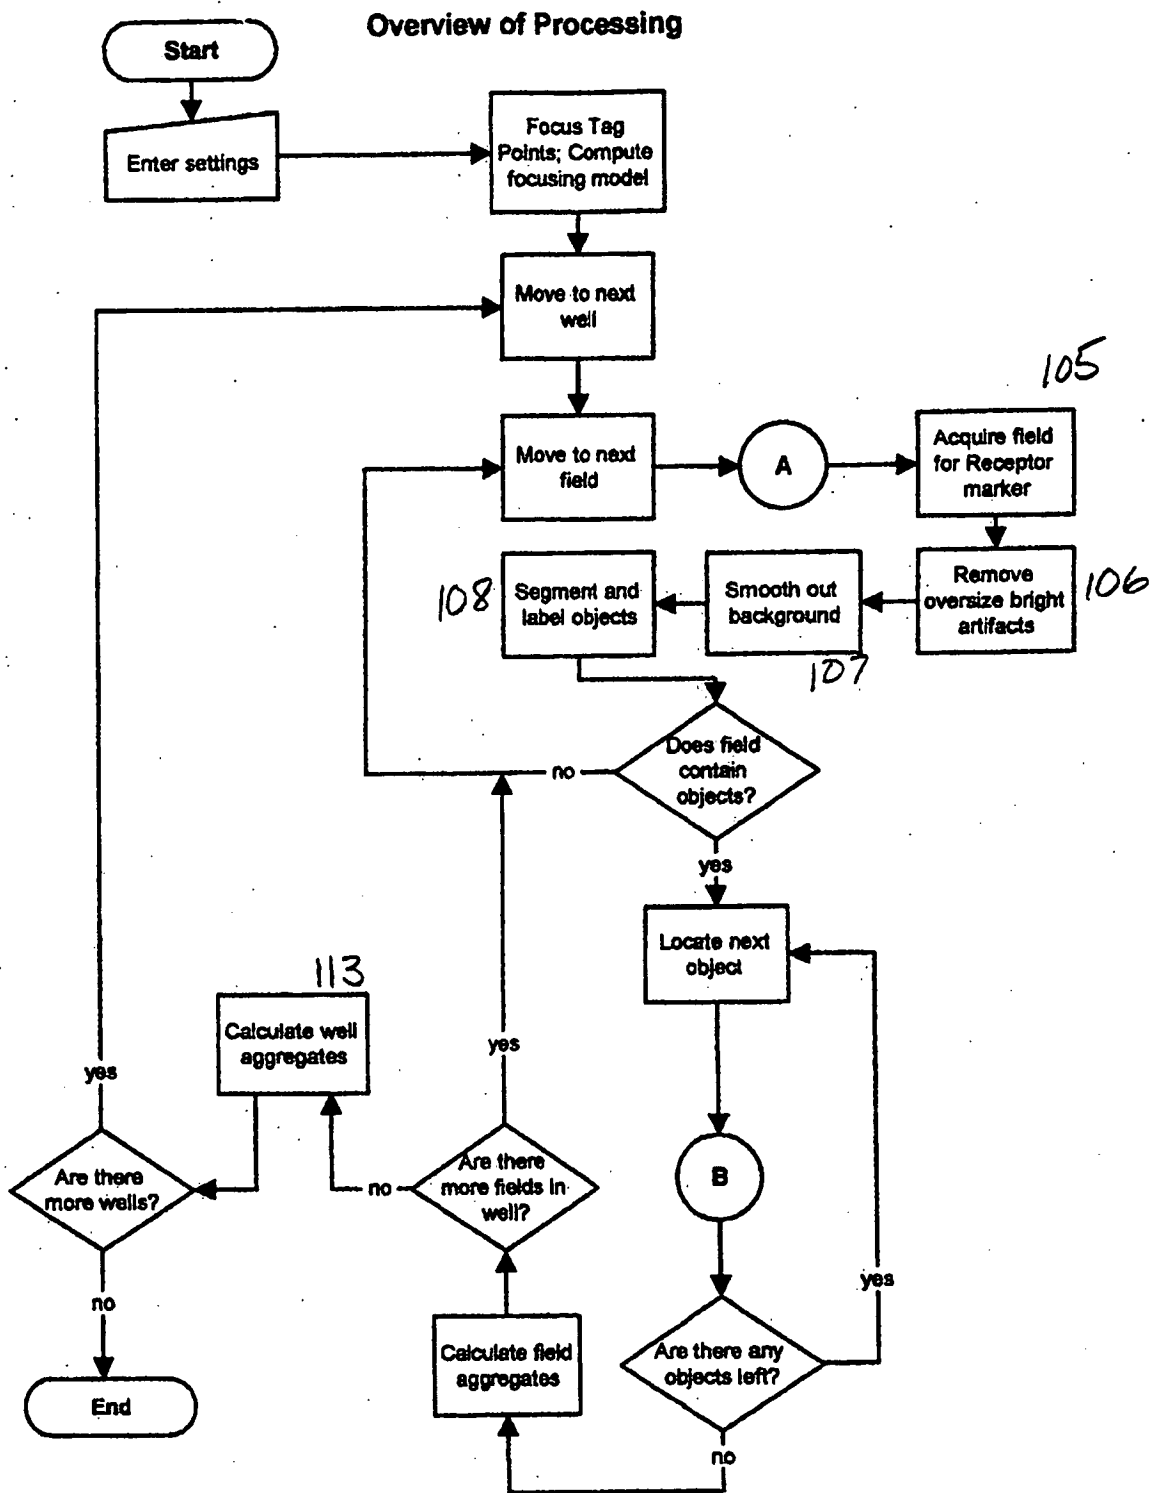 Overview of Processing
Start
Enter settings
Focus Tag
Points; Compute
focusing model
Move to next
well
Move to next
field
A
105
Acquire field
for Receptor
marker
Remove
oversize bright
artifacts
106
Smooth out
background
107
108
Segment and
label objects
Does field
contain
objects?
no
yes
Locate next
object
B
Are there any
objects left?
yes
no
Calculate field
aggregates
Are there
more fields in
well?
yes
no
113
Calculate well
aggregates
Are there
more wells?
yes
no
End